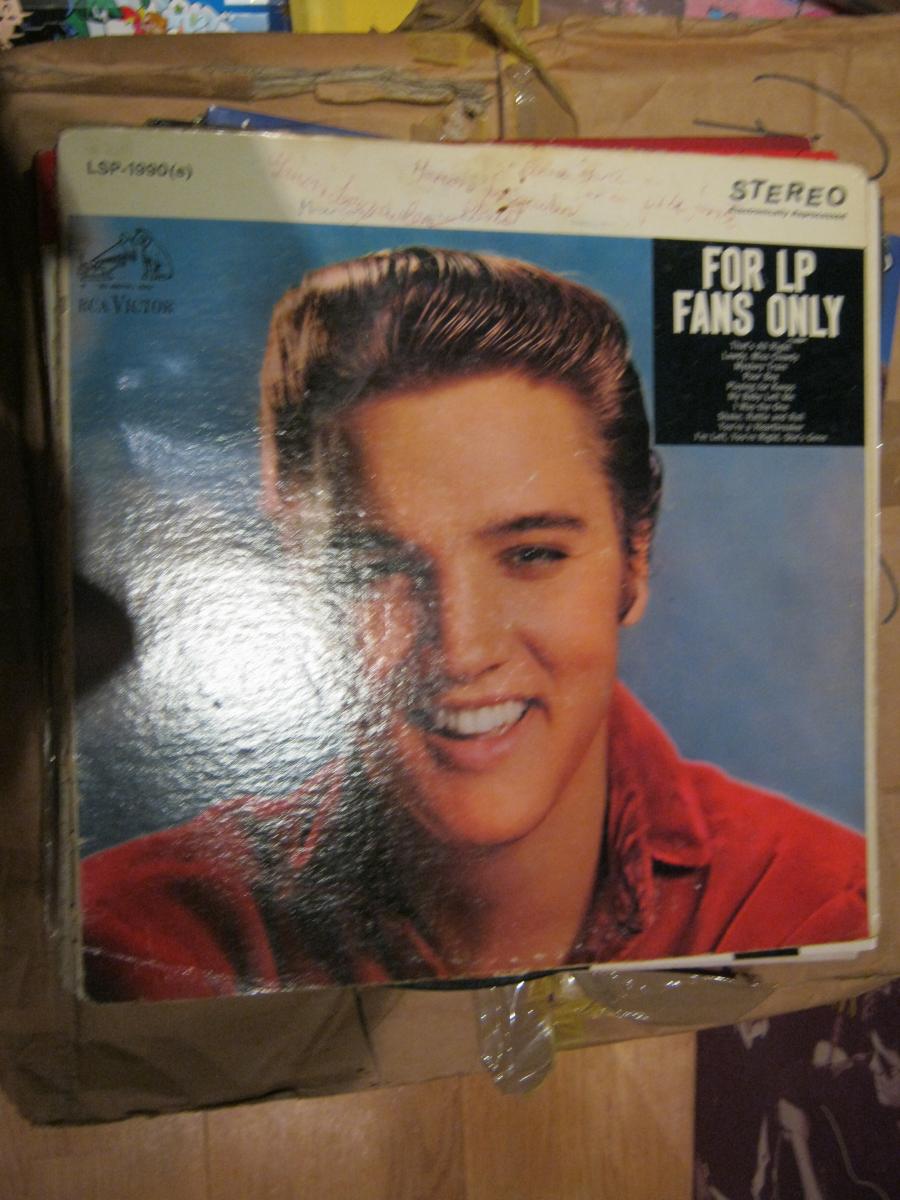 LSP-1990(e)
STEREO
Electronically Reprocessed
RCA VICTOR
FOR LP
FANS ONLY
That's All Right
Lawdy, Miss Clawdy
Mystery Train
Poor Boy
Playing for Keeps
My Baby Left Me
I Was the One
Shake, Rattle and Roll
You're a Heartbreaker
I'm Left, You're Right, She's Gone